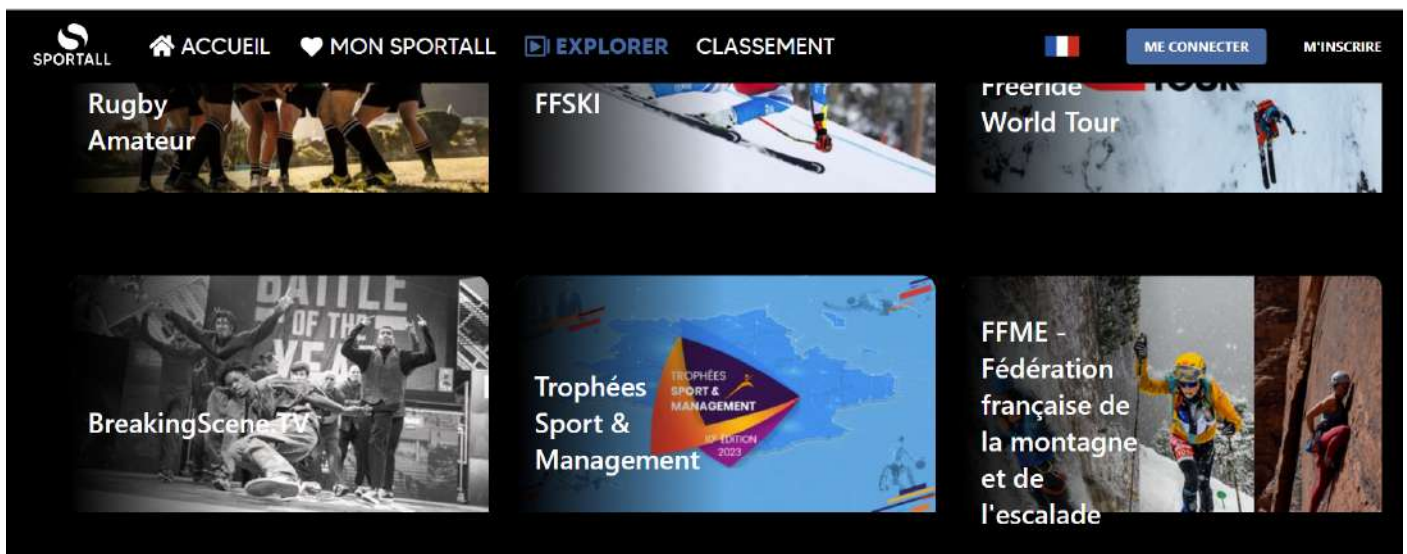 SPORTALL
ACCUEIL
MON SPORTALL
EXPLORER
CLASSEMENT
ME CONNECTER
M'INSCRIRE
Rugby
Amateur
FFSKI
Freeride
World Tour
TOUR
BATTLE
OF THE
YEAR
BreakingScene.TV
Trophées
Sport &
Management
TROPHÉES
SPORT &
MANAGEMENT
10e ÉDITION
2023
FFME -
Fédération
française de
la montagne
et de
l'escalade